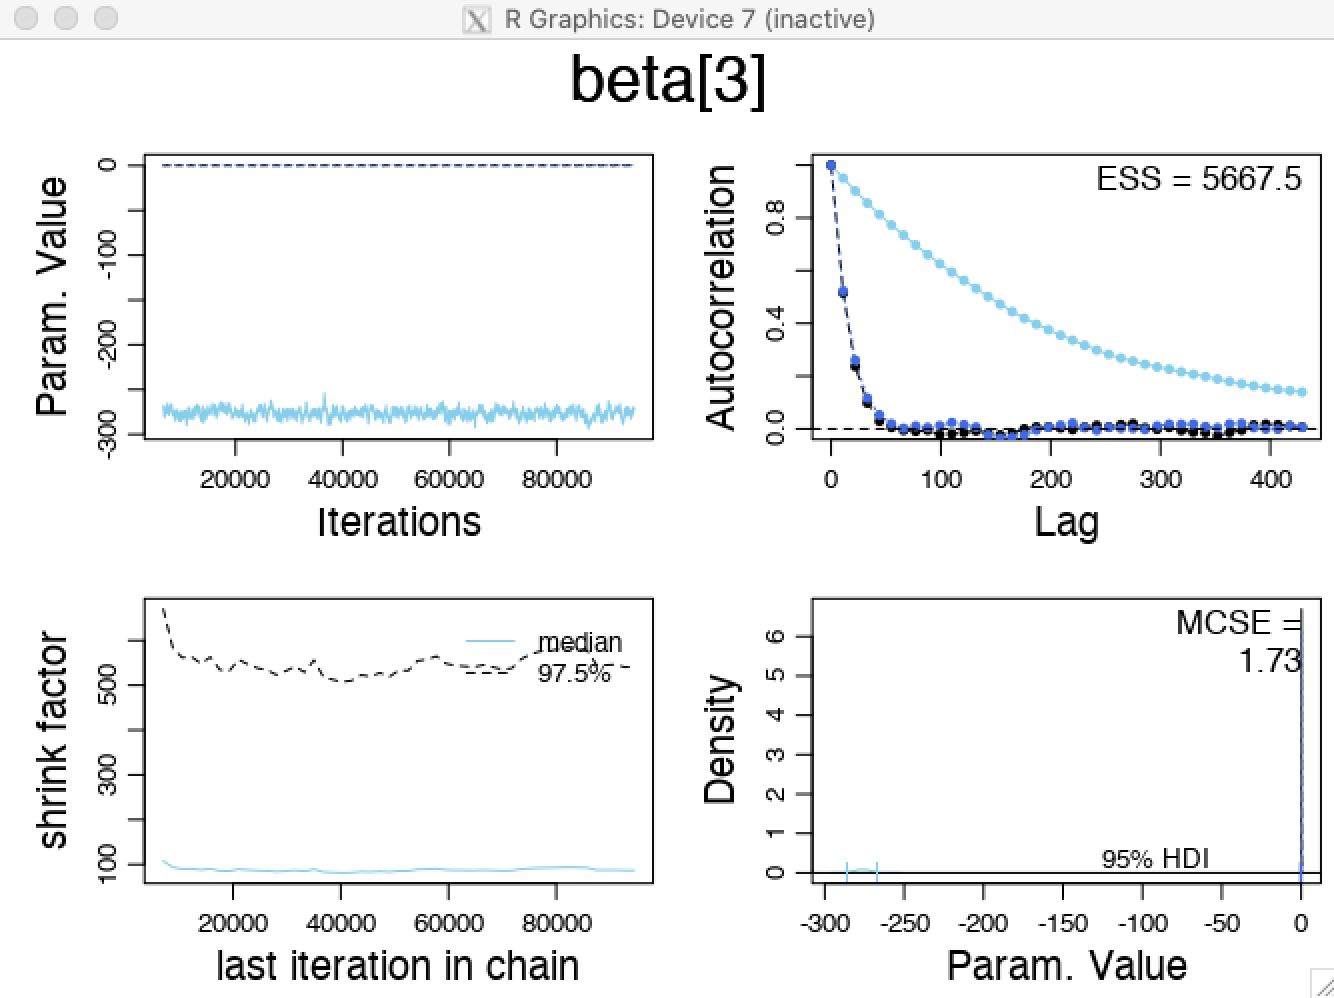 R Graphics: Device 7 (inactive)
beta[3]
Param. Value
0
-100
-200
-300
20000 40000 60000 80000
Iterations
Autocorrelation
0.8
0.4
0.0
ESS = 5667.5
0 100 200 300 400
Lag
shrink factor
500
300
100
median
97.5%
20000 40000 60000 80000
last iteration in chain
Density
6
5
4
3
2
1
0
MCSE =
1.73
95% HDI
-300 -250 -200 -150 -100 -50 0
Param. Value